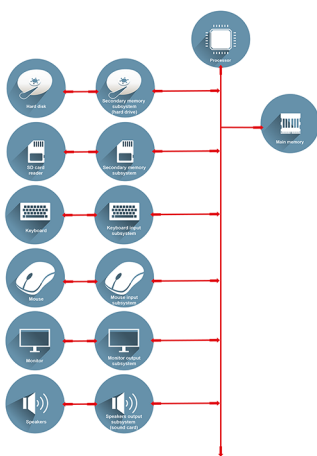 Processer
Hard disk
Secondary memory
subsystem
(hard drive)
Main memory
SD card
reader
Secondary memory
subsystem
Keyboard
Keyboard input
subsystem
Mouse
Mouse input
subsystem
Monitor
Monitor output
subsystem
Speakers
Speakers output
subsystem
(sound card)